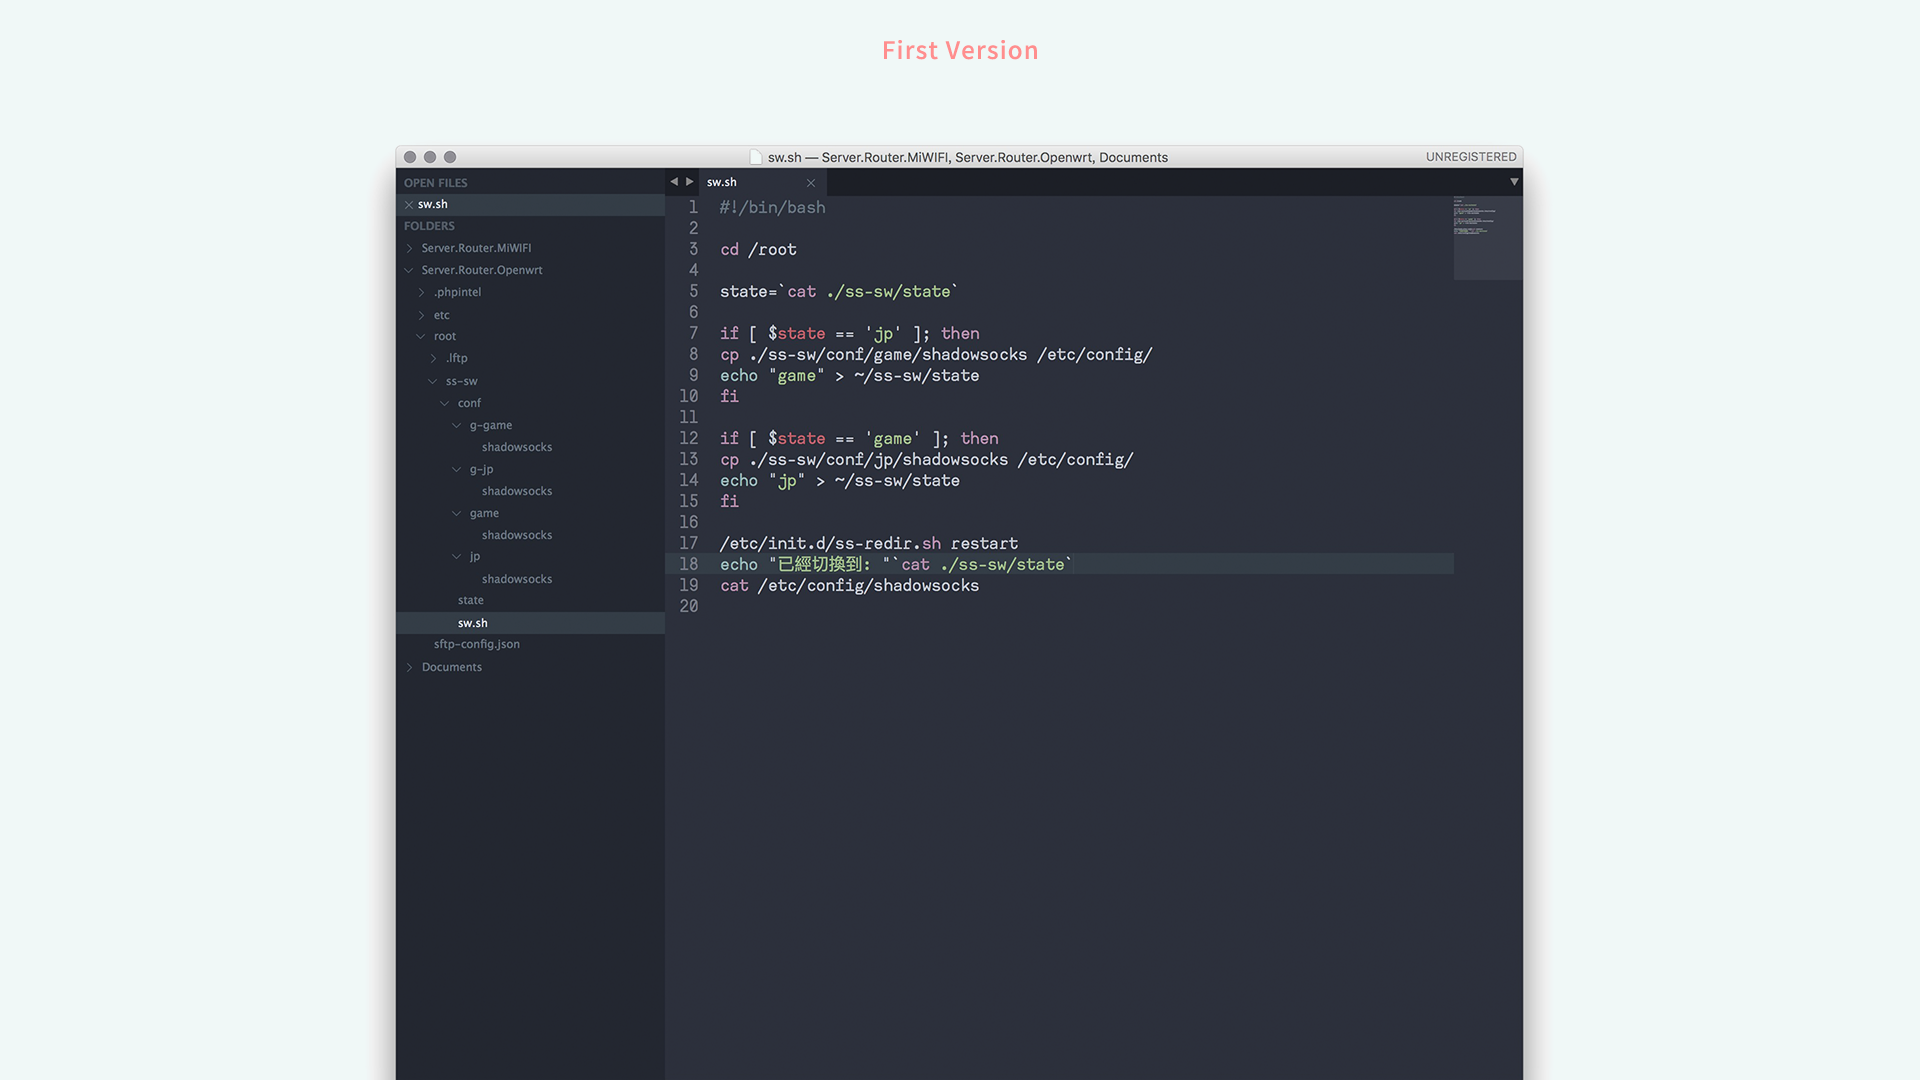 First Version
sw.sh — Server.Router.MiWIFI, Server.Router.Openwrt, Documents
UNREGISTERED
OPEN FILES
sw.sh
FOLDERS
Server.Router.MiWIFI
Server.Router.Openwrt
.phpintel
etc
root
.lftp
ss-sw
conf
g-game
shadowsocks
g-jp
shadowsocks
game
shadowsocks
jp
shadowsocks
state
sw.sh
sftp-config.json
Documents
sw.sh
1 #!/bin/bash
2
3 cd /root
4
5 state=`cat ./ss-sw/state`
6
7 if [ $state == 'jp' ]; then
8 cp ./ss-sw/conf/game/shadowsocks /etc/config/
9 echo "game" > ~/ss-sw/state
10 fi
11
12 if [ $state == 'game' ]; then
13 cp ./ss-sw/conf/jp/shadowsocks /etc/config/
14 echo "jp" > ~/ss-sw/state
15 fi
16
17 /etc/init.d/ss-redir.sh restart
18 echo "已經切換到: "`cat ./ss-sw/state`
19 cat /etc/config/shadowsocks
20